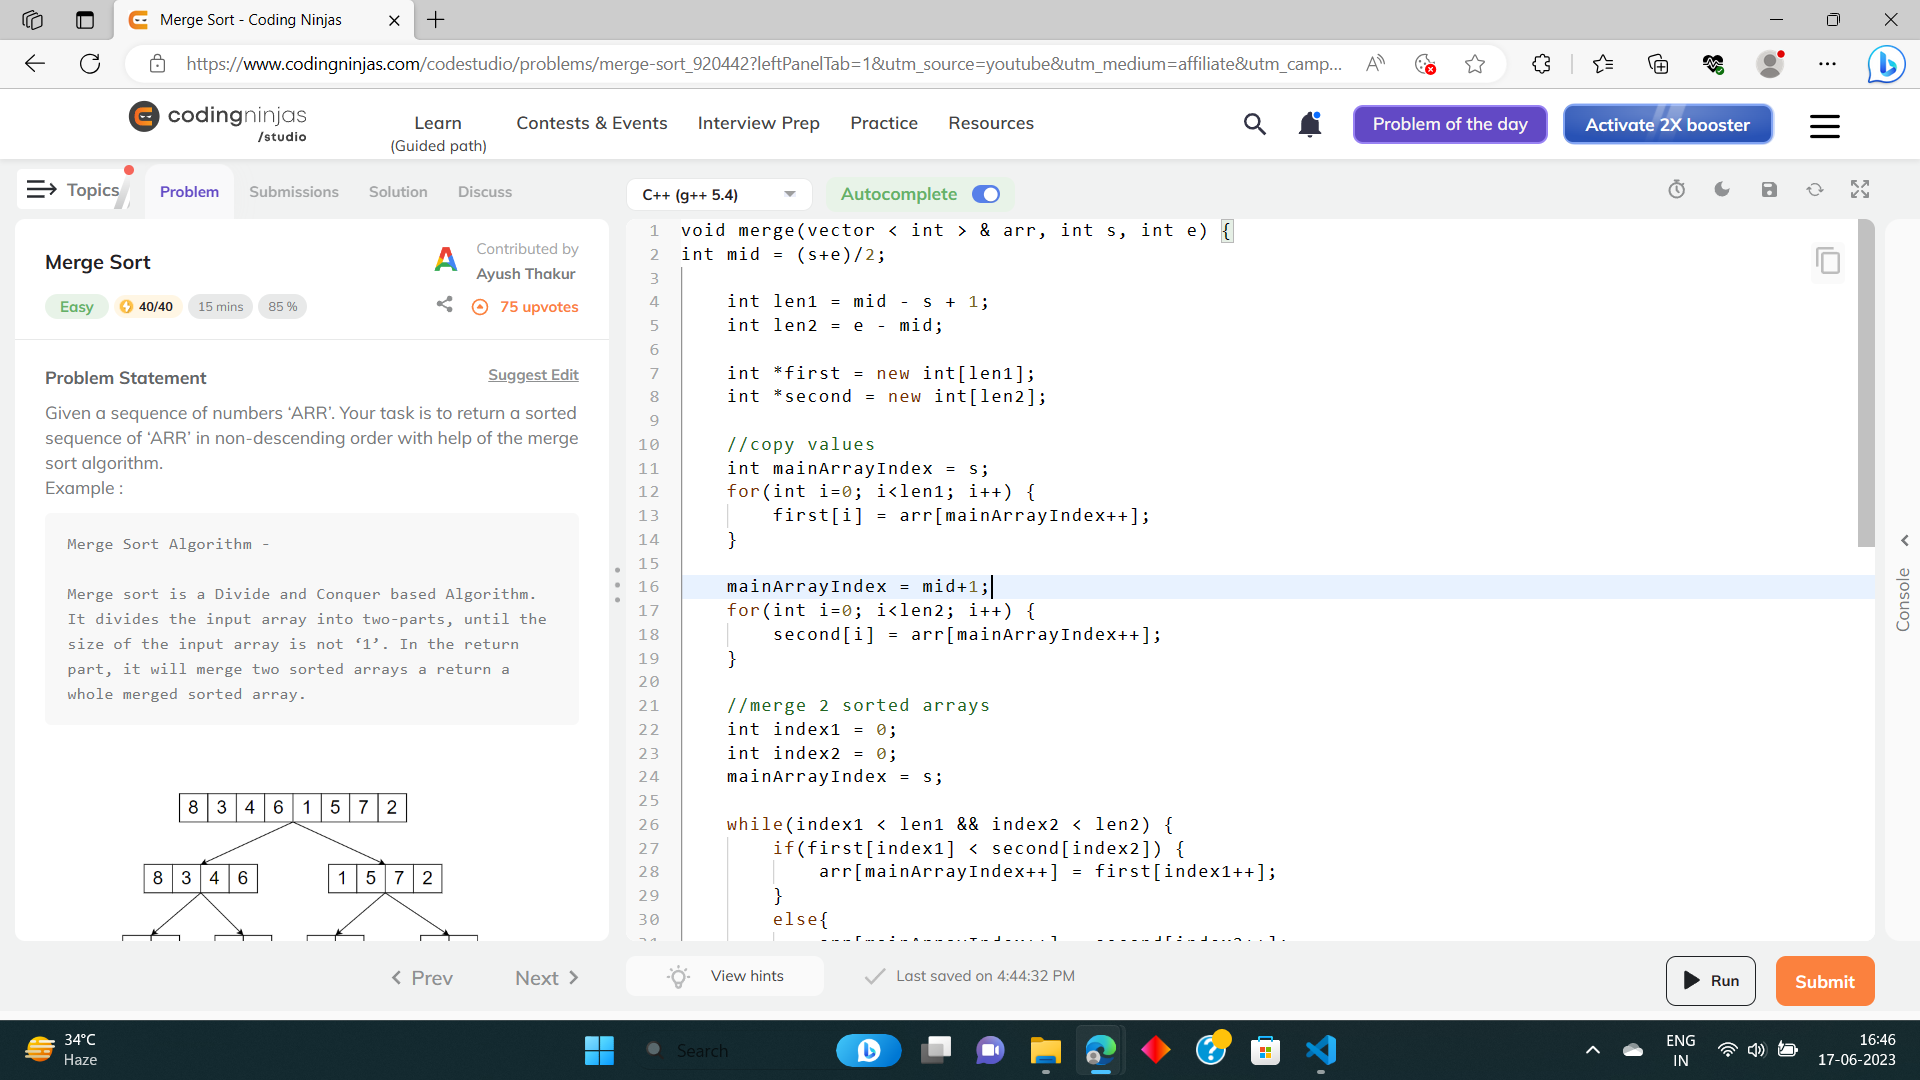 Merge Sort - Coding Ninjas
https://www.codingninjas.com/codestudio/problems/merge-sort_920442?leftPanelTab=1&utm_source=youtube&utm_medium=affiliate&utm_camp...
codingninjas
/studio
Learn
(Guided path)
Contests & Events
Interview Prep
Practice
Resources
Problem of the day
Activate 2X booster
Topics
Problem
Submissions
Solution
Discuss
C++ (g++ 5.4)
Autocomplete
Merge Sort
Contributed by
Ayush Thakur
Easy
40/40
15 mins
85 %
75 upvotes
Problem Statement
Suggest Edit
Given a sequence of numbers ‘ARR’. Your task is to return a sorted
sequence of ‘ARR’ in non-descending order with help of the merge
sort algorithm.
Example :
Merge Sort Algorithm -
Merge sort is a Divide and Conquer based Algorithm.
It divides the input array into two-parts, until the
size of the input array is not ‘1’. In the return
part, it will merge two sorted arrays a return a
whole merged sorted array.
8 3 4 6 1 5 7 2
8 3 4 6
1 5 7 2
Prev
Next
1 void merge(vector < int > & arr, int s, int e) {
2 int mid = (s+e)/2;
3
4 int len1 = mid - s + 1;
5 int len2 = e - mid;
6
7 int *first = new int[len1];
8 int *second = new int[len2];
9
10 //copy values
11 int mainArrayIndex = s;
12 for(int i=0; i<len1; i++) {
13 first[i] = arr[mainArrayIndex++];
14 }
15
16 mainArrayIndex = mid+1;
17 for(int i=0; i<len2; i++) {
18 second[i] = arr[mainArrayIndex++];
19 }
20
21 //merge 2 sorted arrays
22 int index1 = 0;
23 int index2 = 0;
24 mainArrayIndex = s;
25
26 while(index1 < len1 && index2 < len2) {
27 if(first[index1] < second[index2]) {
28 arr[mainArrayIndex++] = first[index1++];
29 }
30 else{
Console
View hints
Last saved on 4:44:32 PM
Run
Submit
34°C
Haze
Search
ENG
IN
16:46
17-06-2023